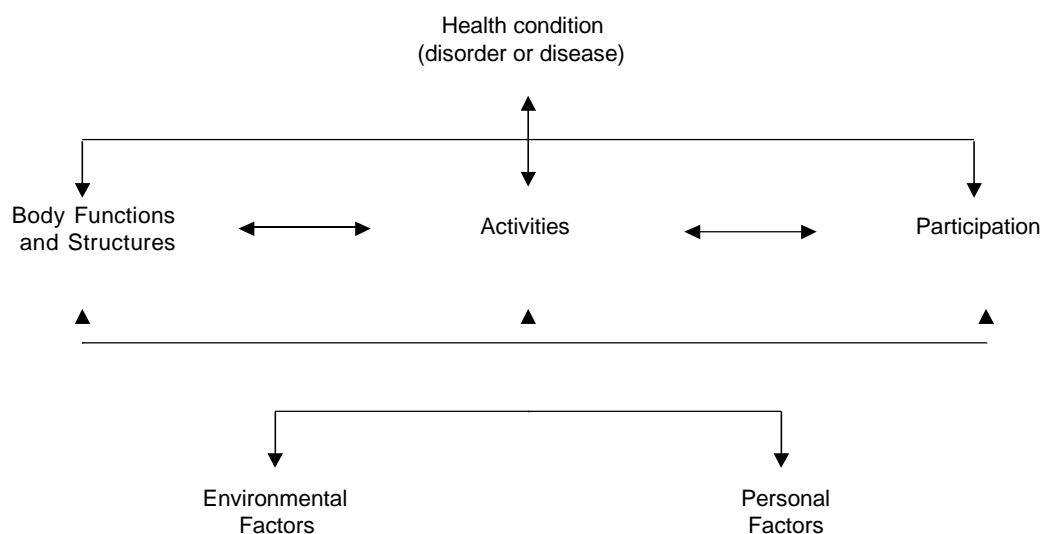 Health condition
(disorder or disease)
Body Functions
and Structures
Activities
Participation
Environmental
Factors
Personal
Factors